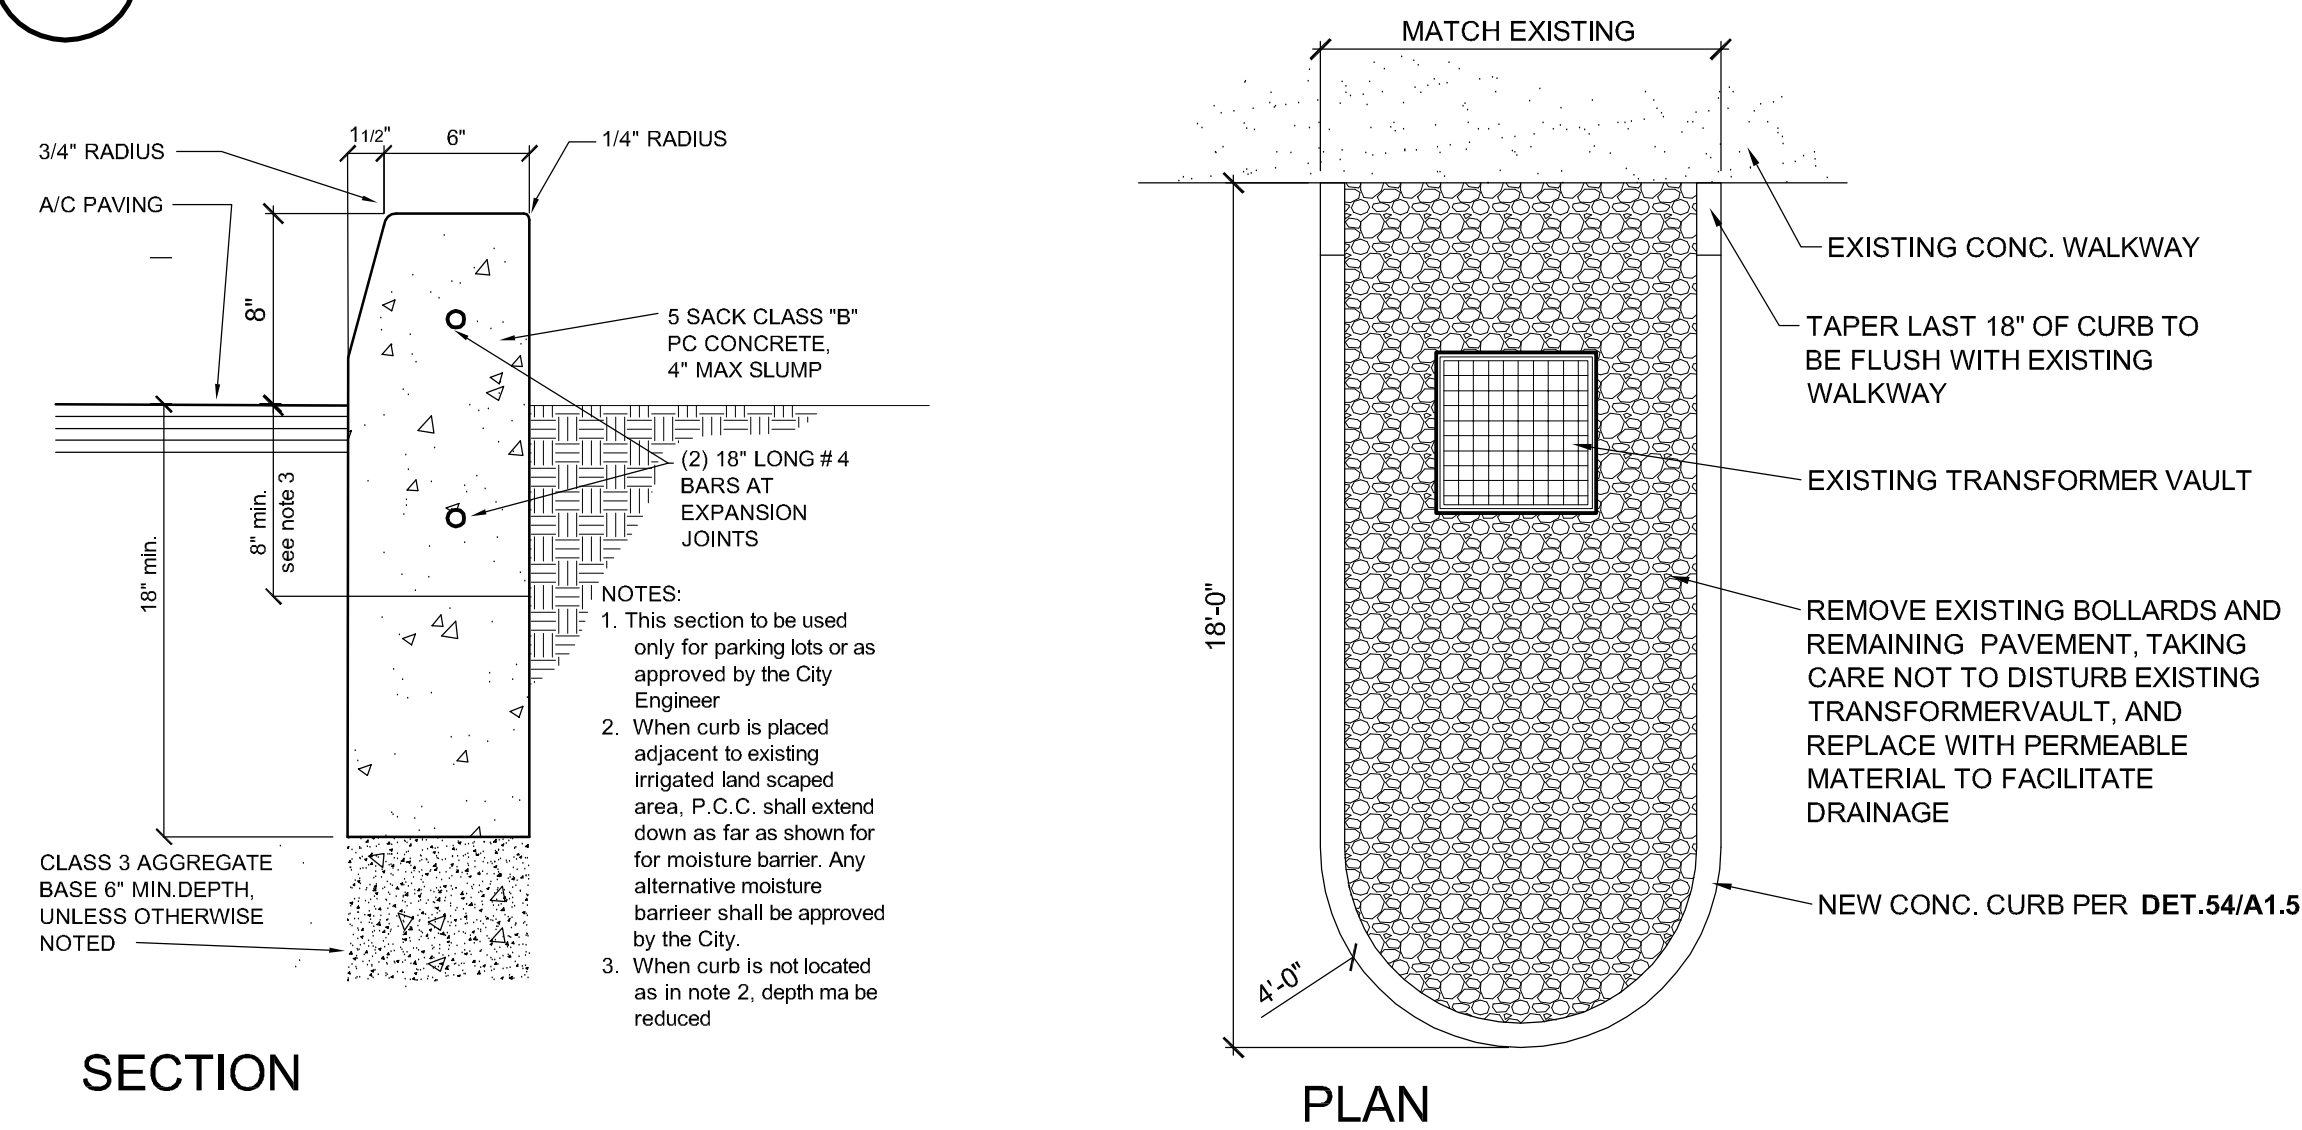 3/4" RADIUS
A/C PAVING
1 1/2"
6"
1/4" RADIUS
8"
5 SACK CLASS "B"
PC CONCRETE,
4" MAX SLUMP
(2) 18" LONG # 4
BARS AT
EXPANSION
JOINTS
18" min.
8" min.
see note 3
CLASS 3 AGGREGATE
BASE 6" MIN.DEPTH,
UNLESS OTHERWISE
NOTED
NOTES:
1. This section to be used
only for parking lots or as
approved by the City
Engineer
2. When curb is placed
adjacent to existing
irrigated land scaped
area, P.C.C. shall extend
down as far as shown for
for moisture barrier. Any
alternative moisture
barrieer shall be approved
by the City.
3. When curb is not located
as in note 2, depth ma be
reduced
SECTION
MATCH EXISTING
EXISTING CONC. WALKWAY
TAPER LAST 18" OF CURB TO
BE FLUSH WITH EXISTING
WALKWAY
EXISTING TRANSFORMER VAULT
18'-0"
REMOVE EXISTING BOLLARDS AND
REMAINING PAVEMENT, TAKING
CARE NOT TO DISTURB EXISTING
TRANSFORMERVAULT, AND
REPLACE WITH PERMEABLE
MATERIAL TO FACILITATE
DRAINAGE
NEW CONC. CURB PER DET.54/A1.5
4'-0"
PLAN